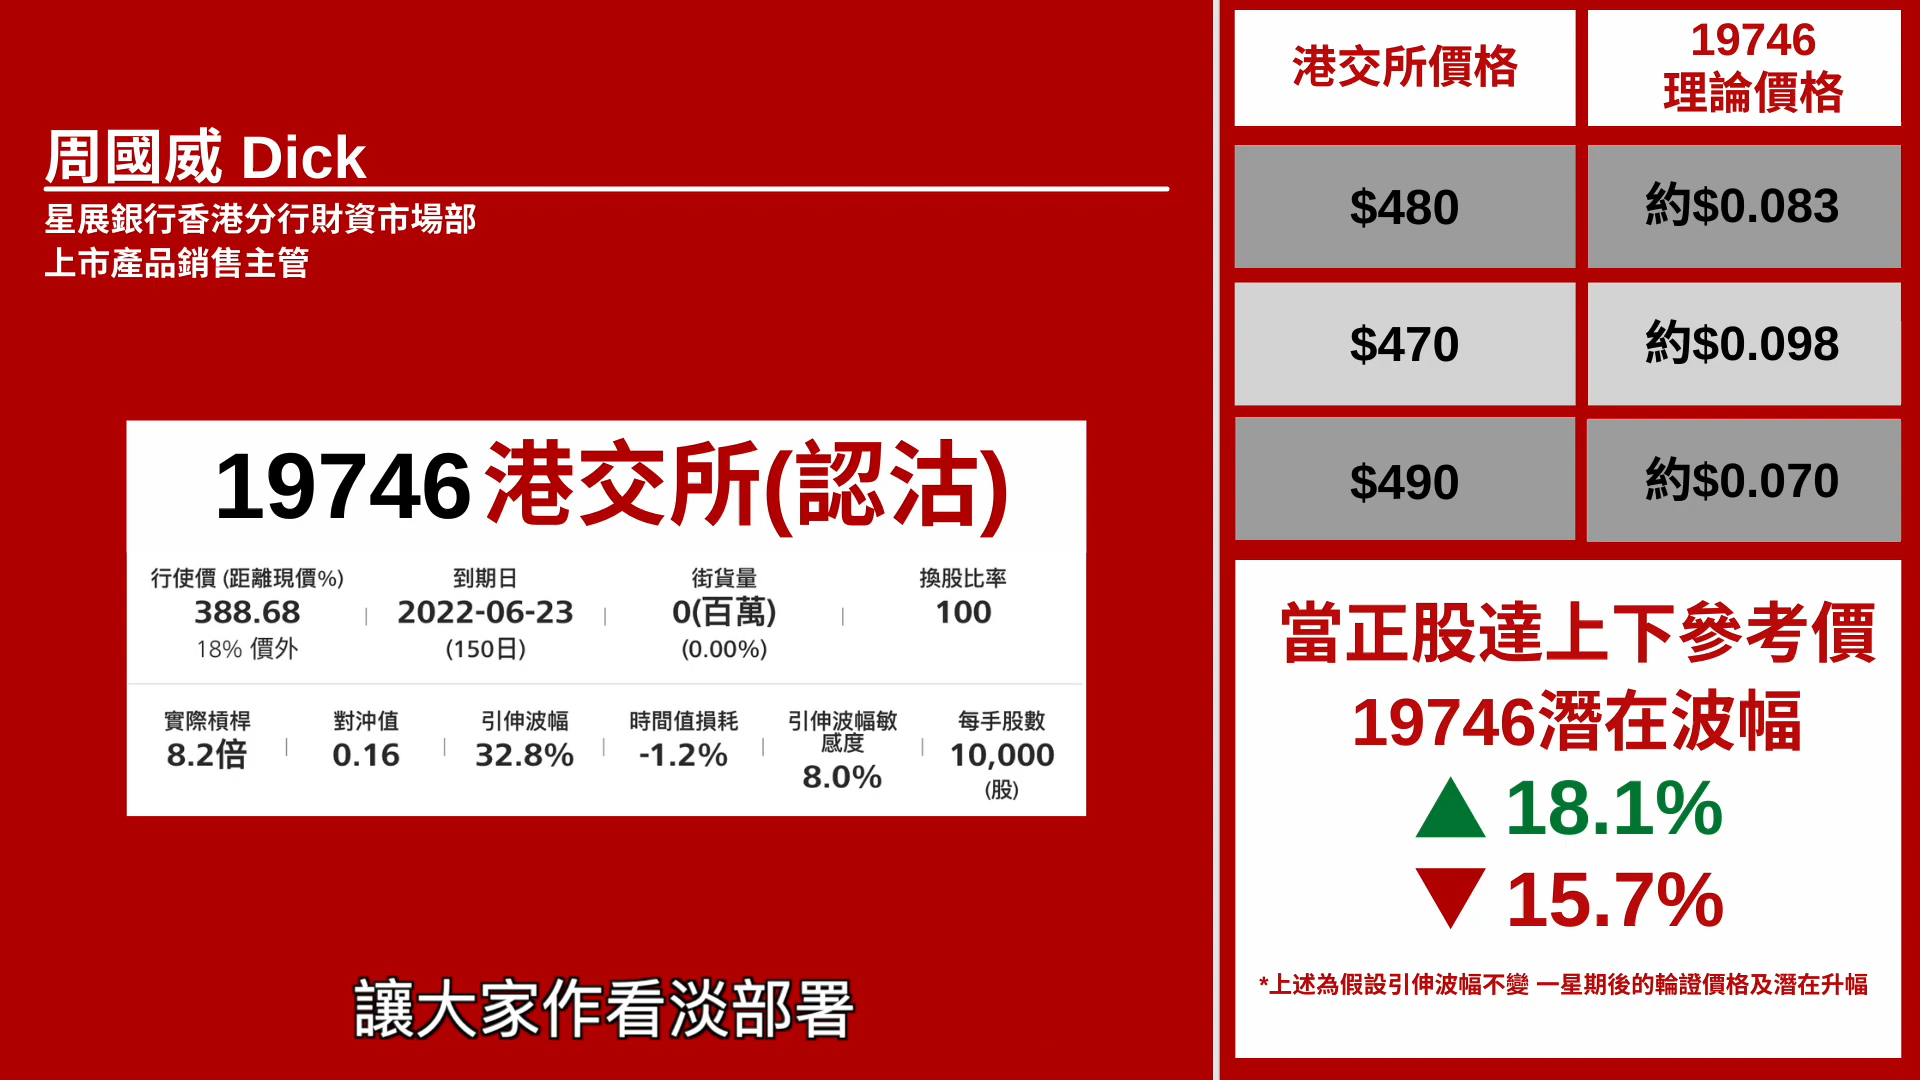 周國威 Dick
星展銀行香港分行財資市場部
上市產品銷售主管
19746 港交所(認沽)
行使價 (距離現價%)
388.68
18% 價外
到期日
2022-06-23
(150日)
街貨量
0(百萬)
(0.00%)
換股比率
100
實際槓桿
8.2倍
對沖值
0.16
引伸波幅
32.8%
時間值損耗
-1.2%
引伸波幅敏
感度
8.0%
每手股數
10,000
(股)
讓大家作看淡部署
港交所價格
19746
理論價格
$480
約$0.083
$470
約$0.098
$490
約$0.070
當正股達上下參考價
19746潛在波幅
▲ 18.1%
▼ 15.7%
*上述為假設引伸波幅不變 一星期後的輪證價格及潛在升幅